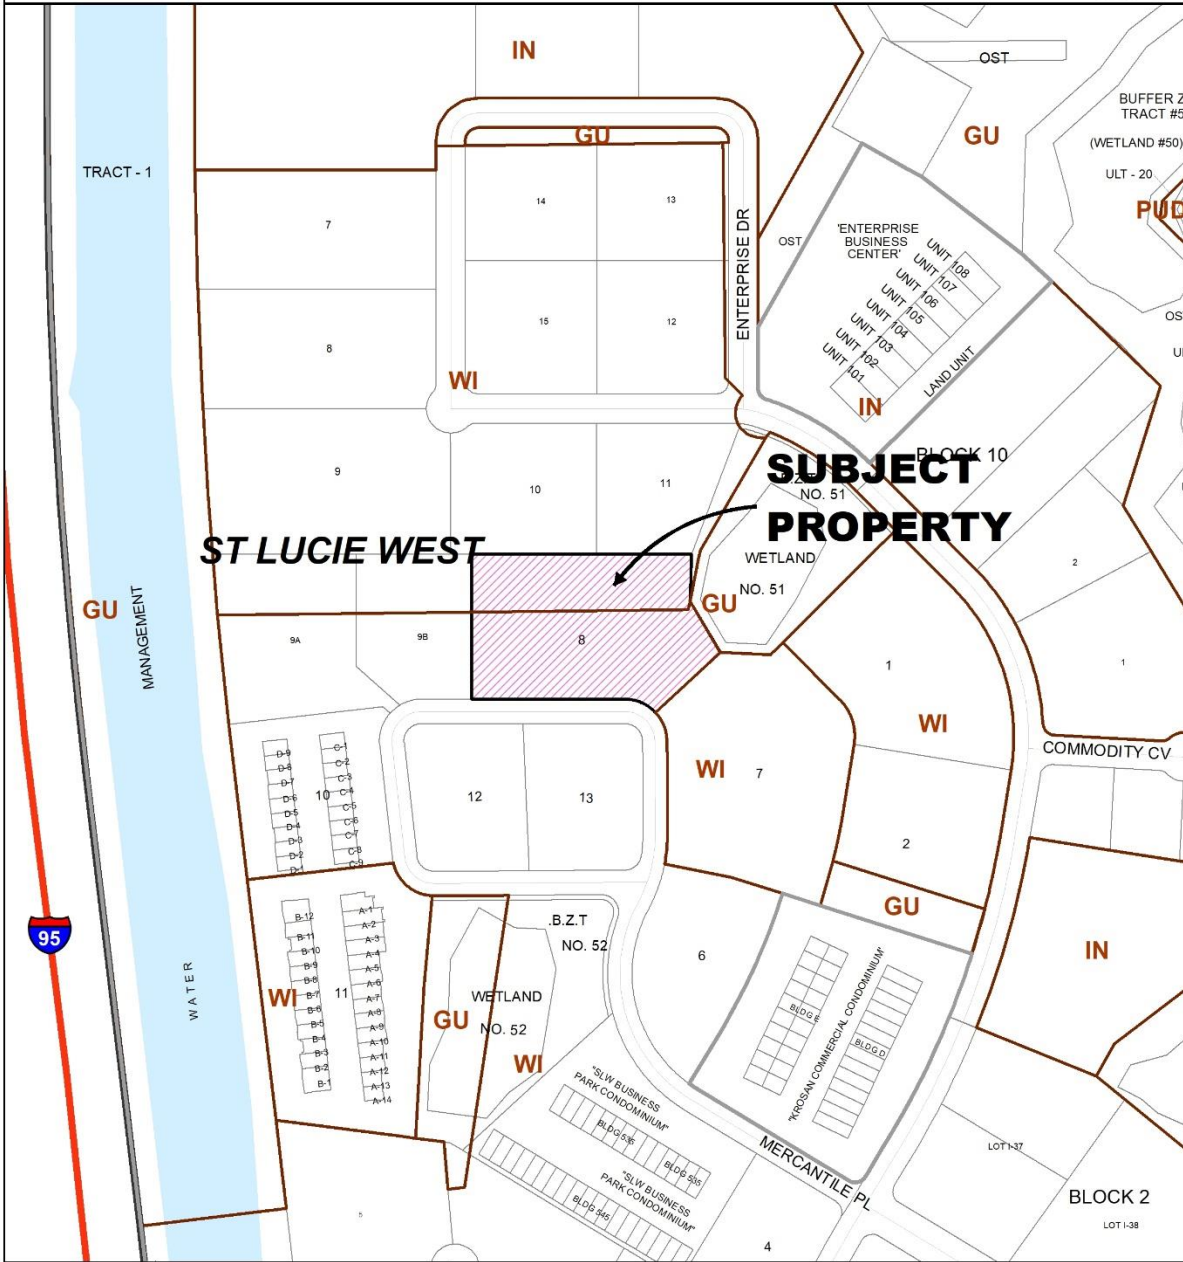 IN
OST
BUFFER Z
TRACT #5
(WETLAND #50)
ULT - 20
PUD
GU
GU
TRACT - 1
7
14
13
ENTERPRISE DR
OST
'ENTERPRISE
BUSINESS
CENTER'
UNIT 108
UNIT 107
UNIT 106
UNIT 105
UNIT 104
UNIT 103
UNIT 102
UNIT 101
LAND UNIT
IN
OS
8
15
12
WI
9
10
11
BLOCK 10
SUBJECT
PROPERTY
NO. 51
WETLAND
NO. 51
ST LUCIE WEST
GU
MANAGEMENT
WATER
GU
2
1
9A
9B
8
1
WI
COMMODITY CV
WI
7
2
GU
IN
12
13
10
D-9
D-8
D-7
D-6
D-5
D-4
D-3
D-2
D-1
C-1
C-2
C-3
C-4
C-5
C-6
C-7
C-8
C-9
95
WI
11
B-12
B-11
B-10
B-9
B-8
B-7
B-6
B-5
B-4
B-3
B-2
B-1
A-1
A-2
A-3
A-4
A-5
A-6
A-7
A-8
A-9
A-10
A-11
A-12
A-13
A-14
.B.Z.T
NO. 52
WETLAND
NO. 52
GU
WI
6
BLDG
BLDG D
"KROSAN COMMERCIAL CONDOMINIUM"
"SLW BUSINESS
PARK CONDOMINIUM"
BLDG 535
BLDG 535
"SLW BUSINESS
PARK CONDOMINIUM"
BLDG 545
MERCANTILE PL
LOT I-37
BLOCK 2
LOT I-38
5
4